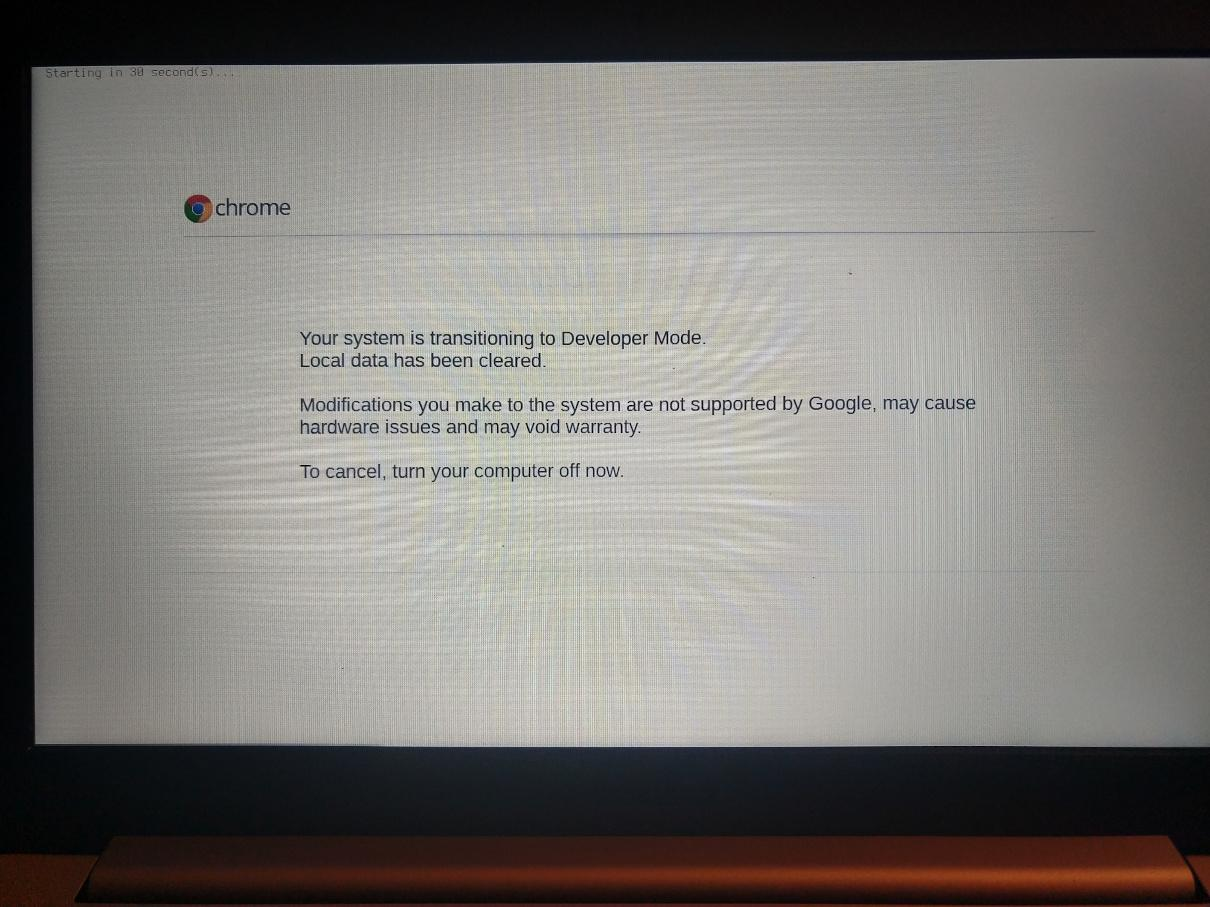 Starting in 30 second(s)...
chrome
Your system is transitioning to Developer Mode.
Local data has been cleared.
Modifications you make to the system are not supported by Google, may cause
hardware issues and may void warranty.
To cancel, turn your computer off now.